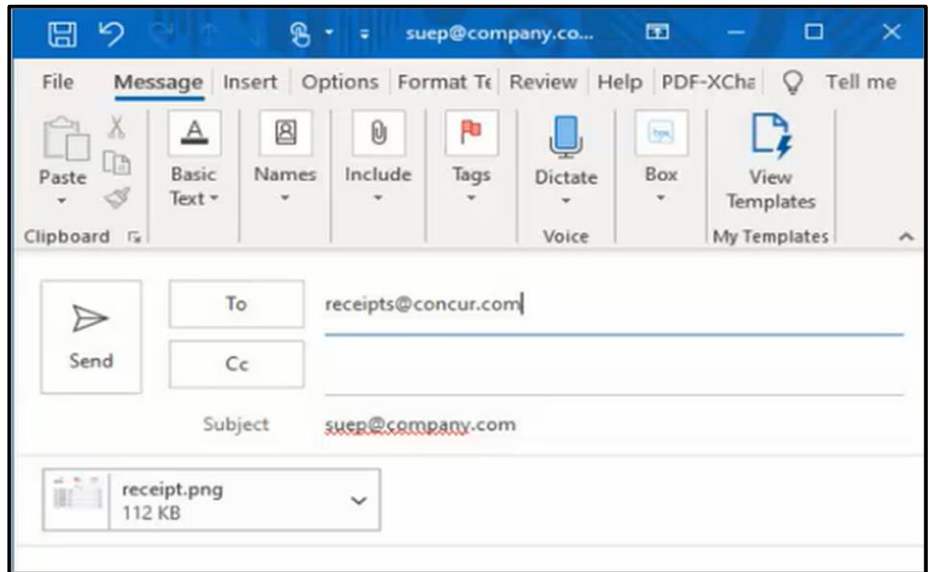 suep@company.co...
File Message Insert Options Format Te Review Help PDF-XCha Tell me
Paste Basic Text Names Include Tags Dictate Box View Templates
Clipboard Voice My Templates
To receipts@concur.com
Send
Cc
Subject suep@company.com
receipt.png
112 KB